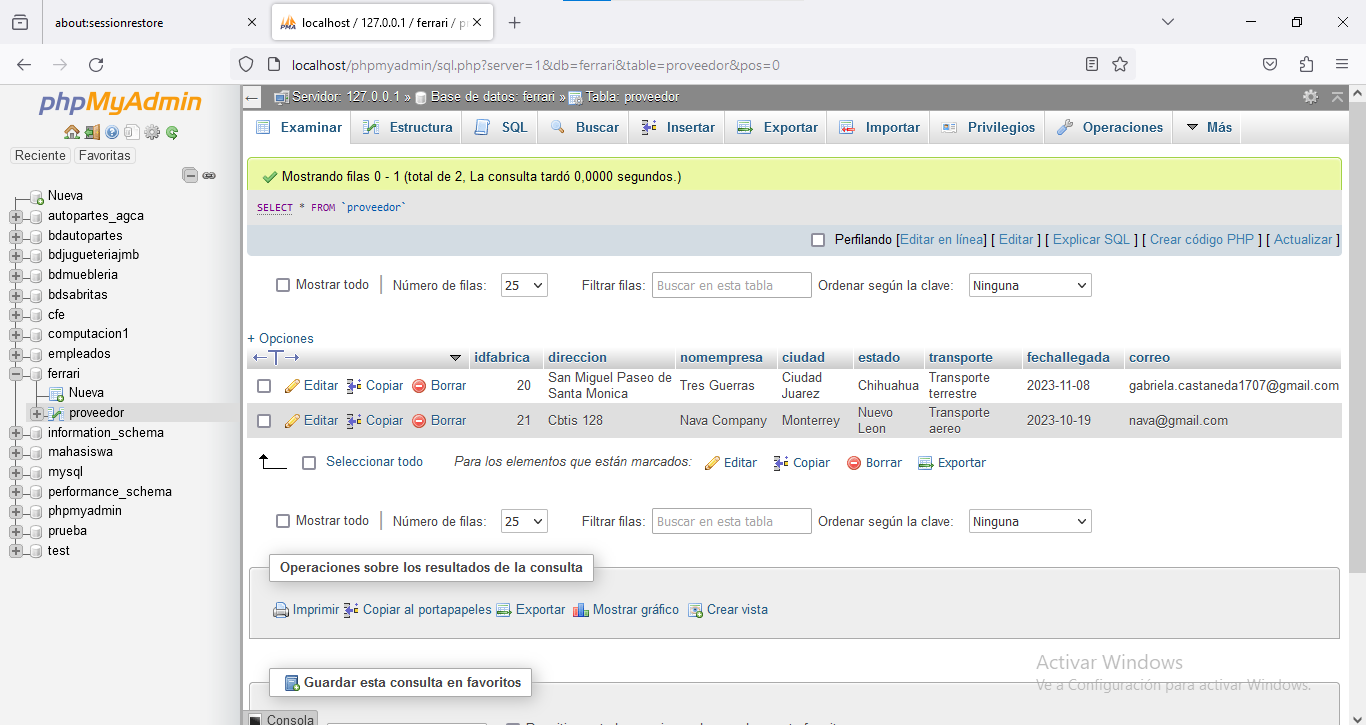 about:sessionrestore
localhost / 127.0.0.1 / ferrari / pr
localhost/phpmyadmin/sql.php?server=1&db=ferrari&table=proveedor&pos=0
phpMyAdmin
Reciente Favoritas
Nueva
autopartes_agca
bdautopartes
bdjugueteriajmb
bdmuebleria
bdsabritas
cfe
computacion1
empleados
ferrari
Nueva
proveedor
information_schema
mahasiswa
mysql
performance_schema
phpmyadmin
prueba
test
Servidor: 127.0.0.1 » Base de datos: ferrari » Tabla: proveedor
Examinar Estructura SQL Buscar Insertar Exportar Importar Privilegios Operaciones Más
Mostrando filas 0 - 1 (total de 2, La consulta tardó 0,0000 segundos.)
SELECT * FROM `proveedor`
Perfilando [Editar en línea] [ Editar ] [ Explicar SQL ] [ Crear código PHP ] [ Actualizar ]
Mostrar todo | Número de filas: 25 Filtrar filas: Buscar en esta tabla Ordenar según la clave: Ninguna
+ Opciones
←T→ idfabrica direccion nomempresa ciudad estado transporte fechallegada correo
Editar Copiar Borrar 20 San Miguel Paseo de Santa Monica Tres Guerras Ciudad Juarez Chihuahua Transporte terrestre 2023-11-08 gabriela.castaneda1707@gmail.com
Editar Copiar Borrar 21 Cbtis 128 Nava Company Monterrey Nuevo Leon Transporte aereo 2023-10-19 nava@gmail.com
Seleccionar todo Para los elementos que están marcados: Editar Copiar Borrar Exportar
Mostrar todo | Número de filas: 25 Filtrar filas: Buscar en esta tabla Ordenar según la clave: Ninguna
Operaciones sobre los resultados de la consulta
Imprimir Copiar al portapapeles Exportar Mostrar gráfico Crear vista
Activar Windows
Ve a Configuración para activar Windows.
Guardar esta consulta en favoritos
Consola